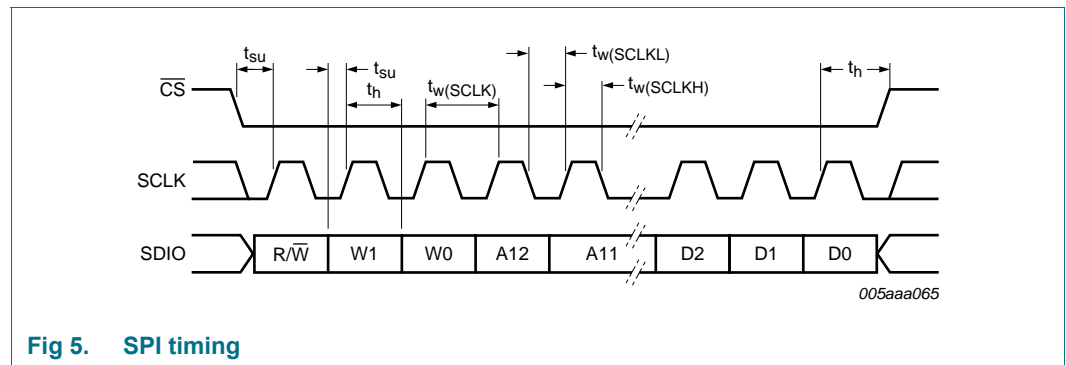 tsu
tsu
th
tw(SCLK)
tw(SCLKL)
tw(SCLKH)
th
CS
SCLK
SDIO
R/W
W1
W0
A12
A11
D2
D1
D0
005aaa065
Fig 5. SPI timing